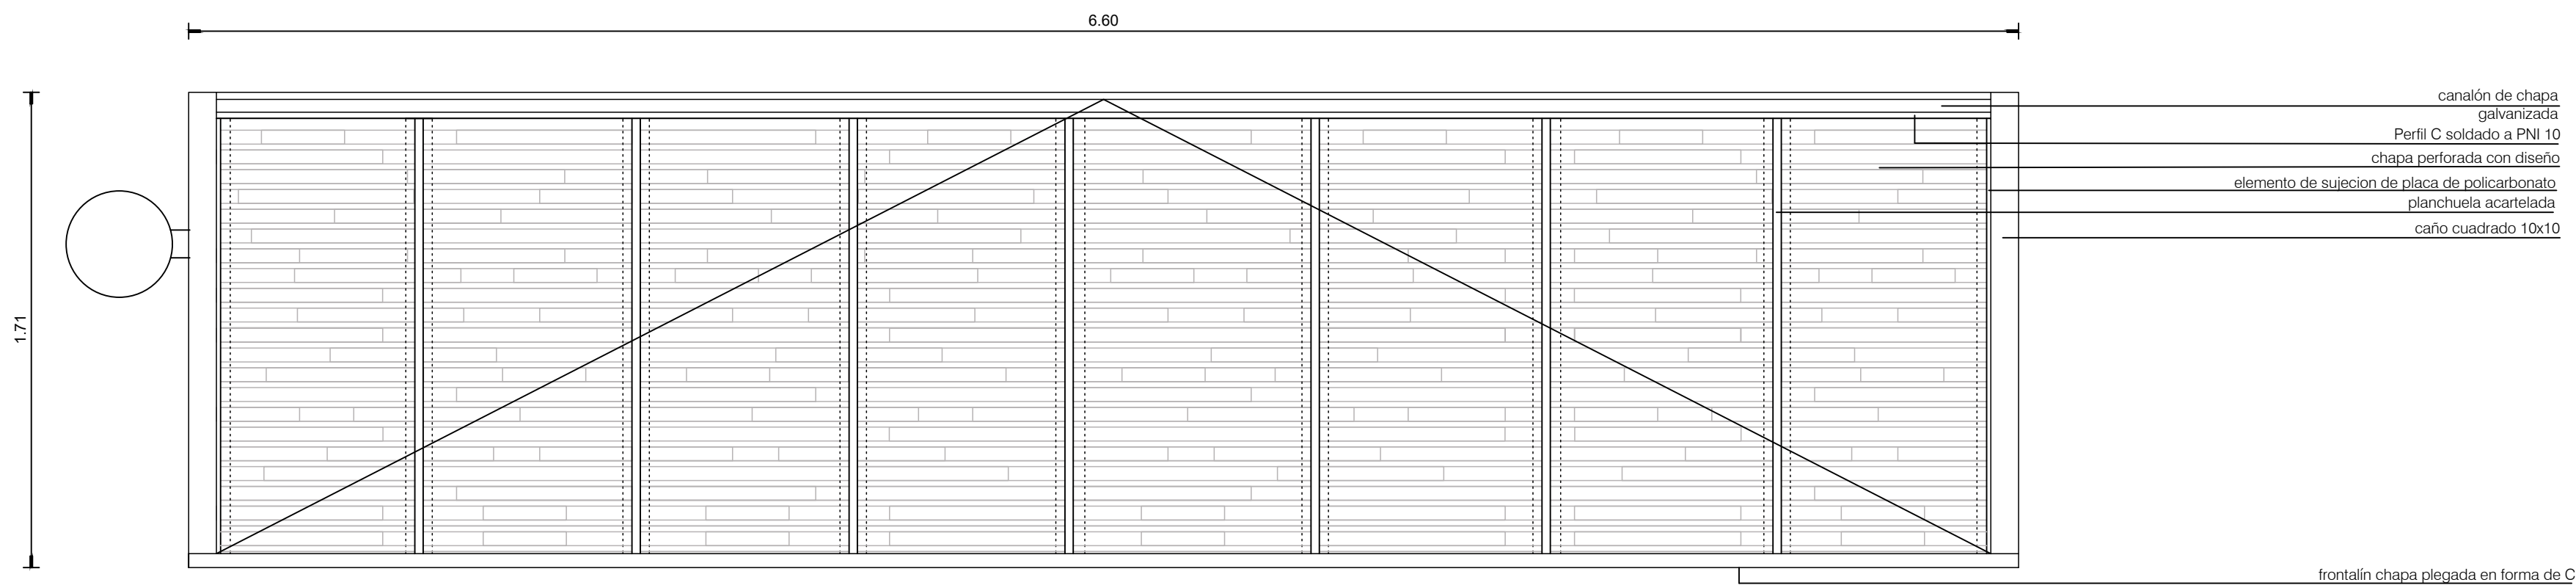 6.60
1.71
canalón de chapa
galvanizada
Perfil C soldado a PNI 10
chapa perforada con diseño
elemento de sujecion de placa de policarbonato
planchuela acartelada
caño cuadrado 10x10
frontalín chapa plegada en forma de C